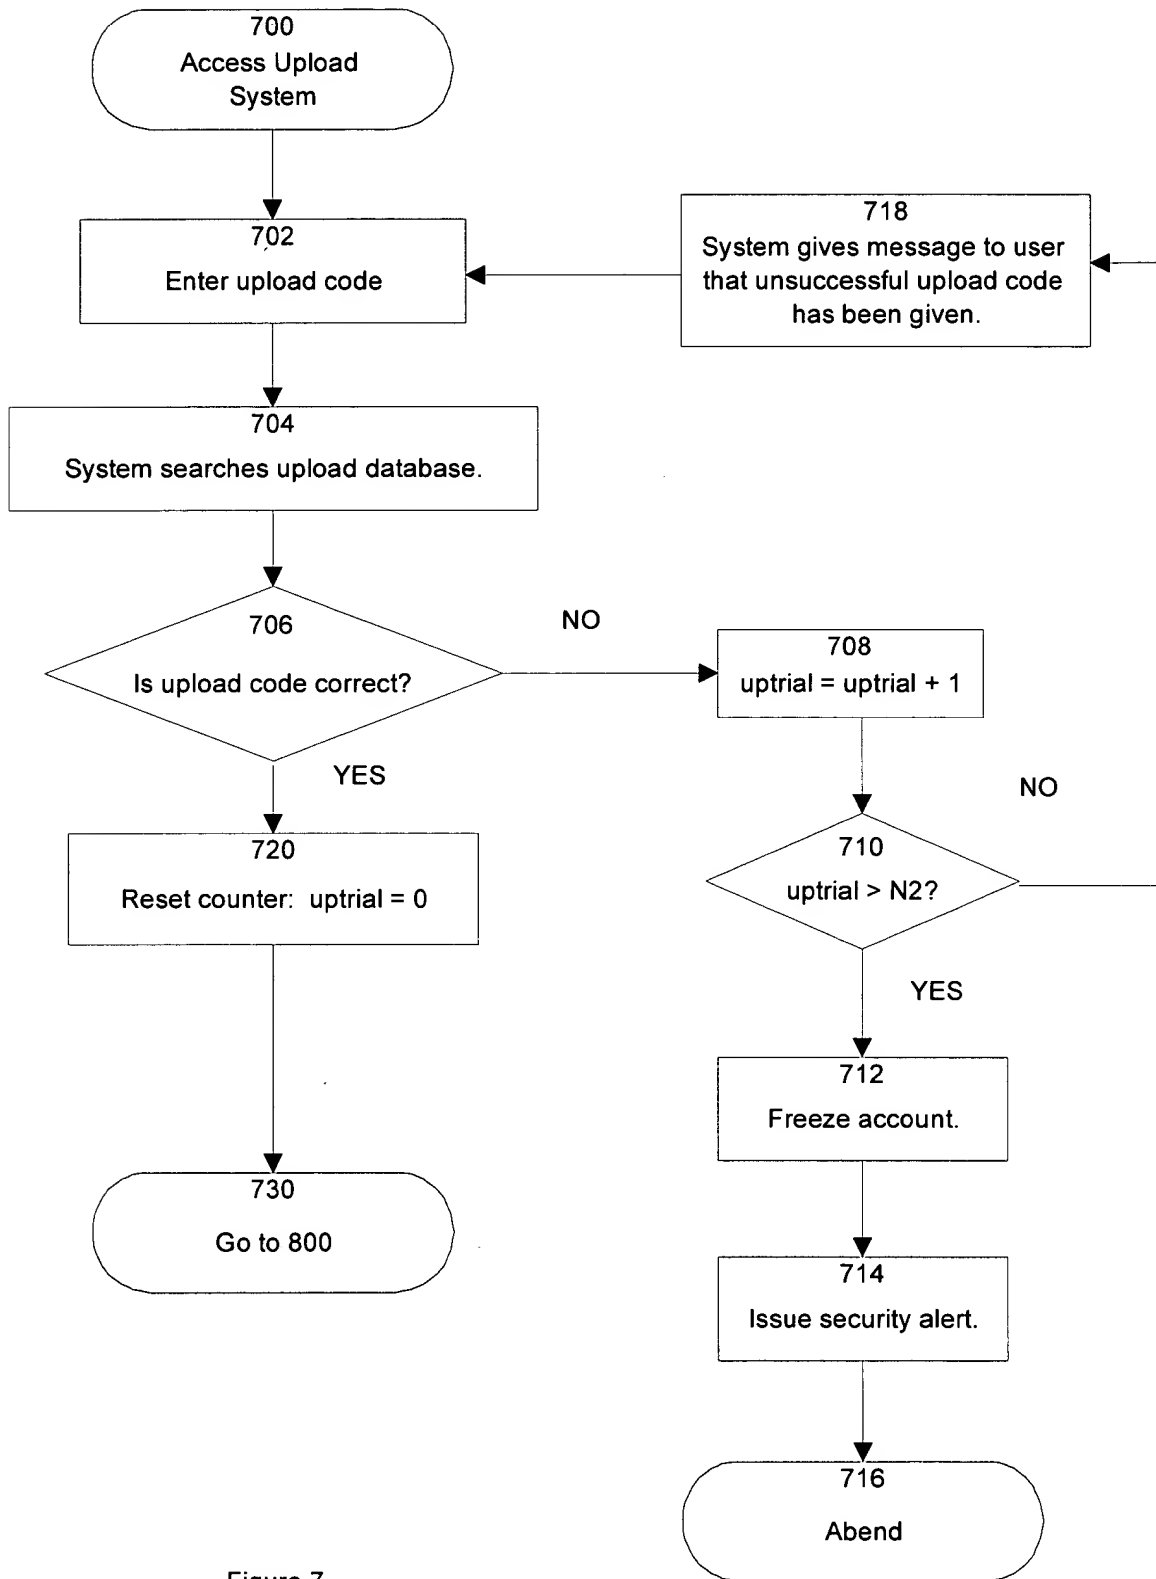 700
Access Upload
System
702
Enter upload code
718
System gives message to user
that unsuccessful upload code
has been given.
704
System searches upload database.
706
Is upload code correct?
NO
708
uptrial = uptrial + 1
YES
NO
720
Reset counter: uptrial = 0
710
uptrial > N2?
YES
712
Freeze account.
730
Go to 800
714
Issue security alert.
716
Abend
Figure 7